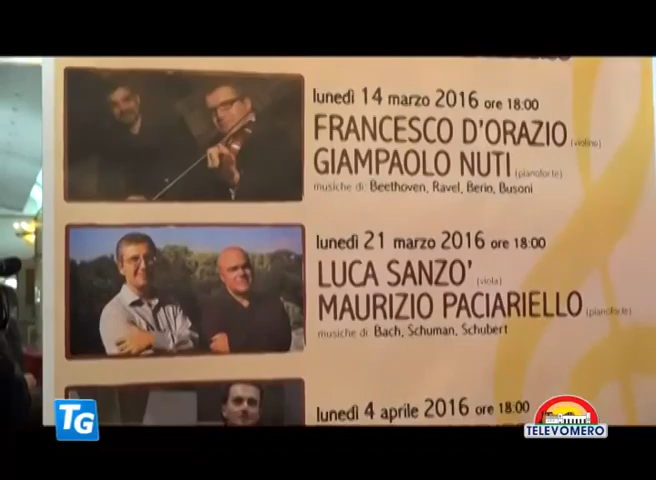 lunedì 14 marzo 2016 ore 18:00
FRANCESCO D'ORAZIO (violino)
GIAMPAOLO NUTI (pianoforte)
musiche di: Beethoven, Ravel, Berio, Busoni
lunedì 21 marzo 2016 ore 18:00
LUCA SANZO' (viola)
MAURIZIO PACIARIELLO (pianoforte)
musiche di: Bach, Schuman, Schubert
lunedì 4 aprile 2016 ore 18:00
TG
TELEVOMERO